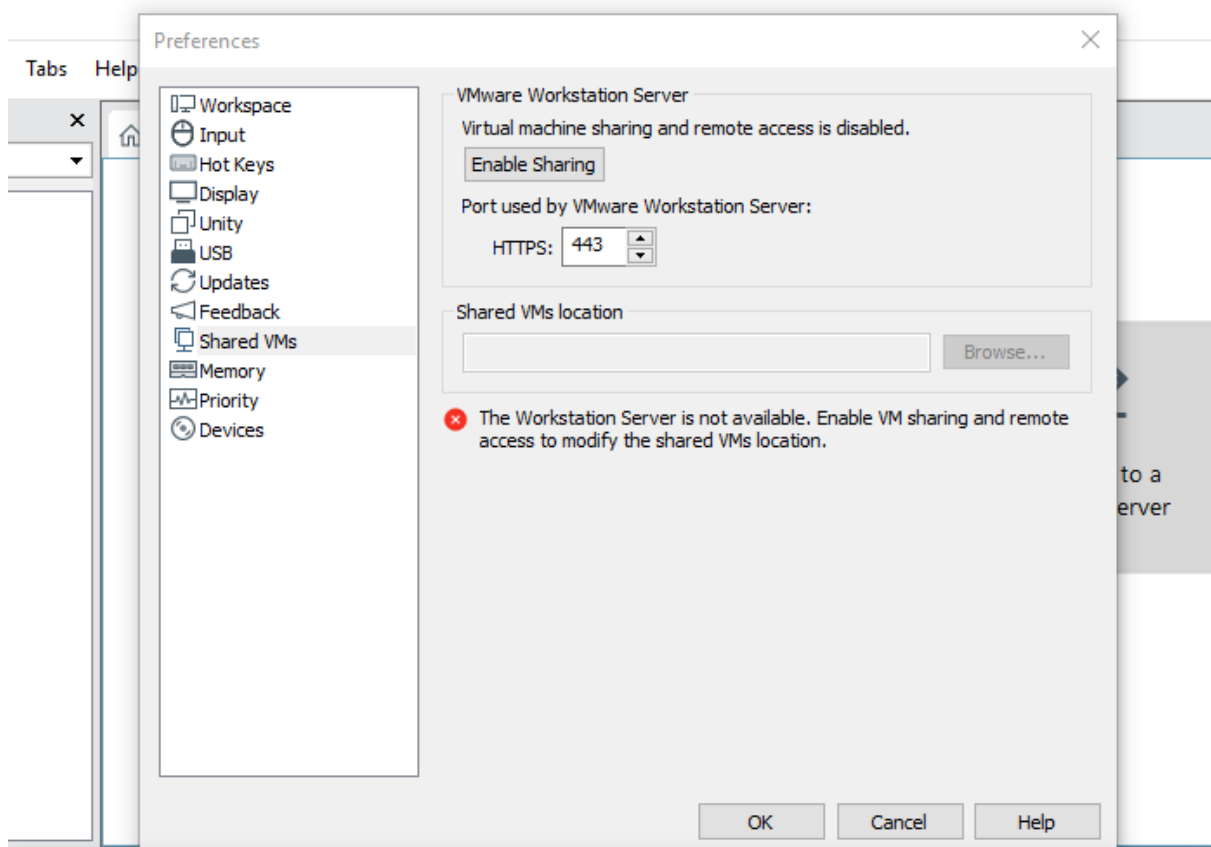 Preferences
Tabs Help
Workspace
Input
Hot Keys
Display
Unity
USB
Updates
Feedback
Shared VMs
Memory
Priority
Devices
VMware Workstation Server
Virtual machine sharing and remote access is disabled.
Enable Sharing
Port used by VMware Workstation Server:
HTTPS: 443
Shared VMs location
Browse...
The Workstation Server is not available. Enable VM sharing and remote
access to modify the shared VMs location.
to a
erver
OK Cancel Help